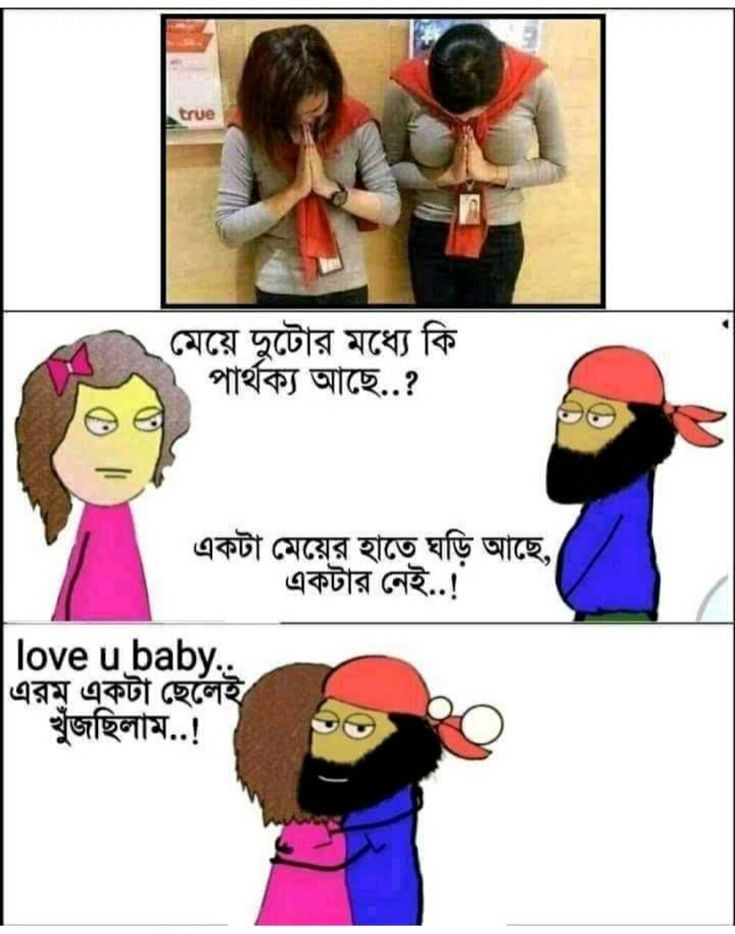 true
মেয়ে দুটোর মধ্যে কি
পার্থক্য আছে..?
একটা মেয়ের হাতে ঘড়ি আছে,
একটার নেই..!
love u baby..
এরম একটা ছেলেই
খুঁজছিলাম..!